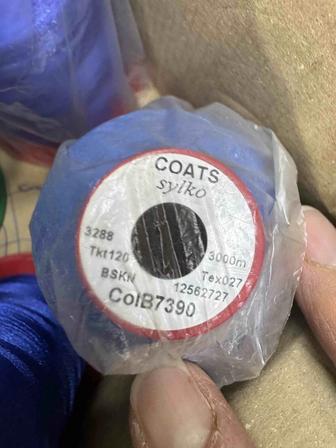 COATS
sylko
3288
3000m
Tkt120
Tex027
BSKN
12562727
ColB7390